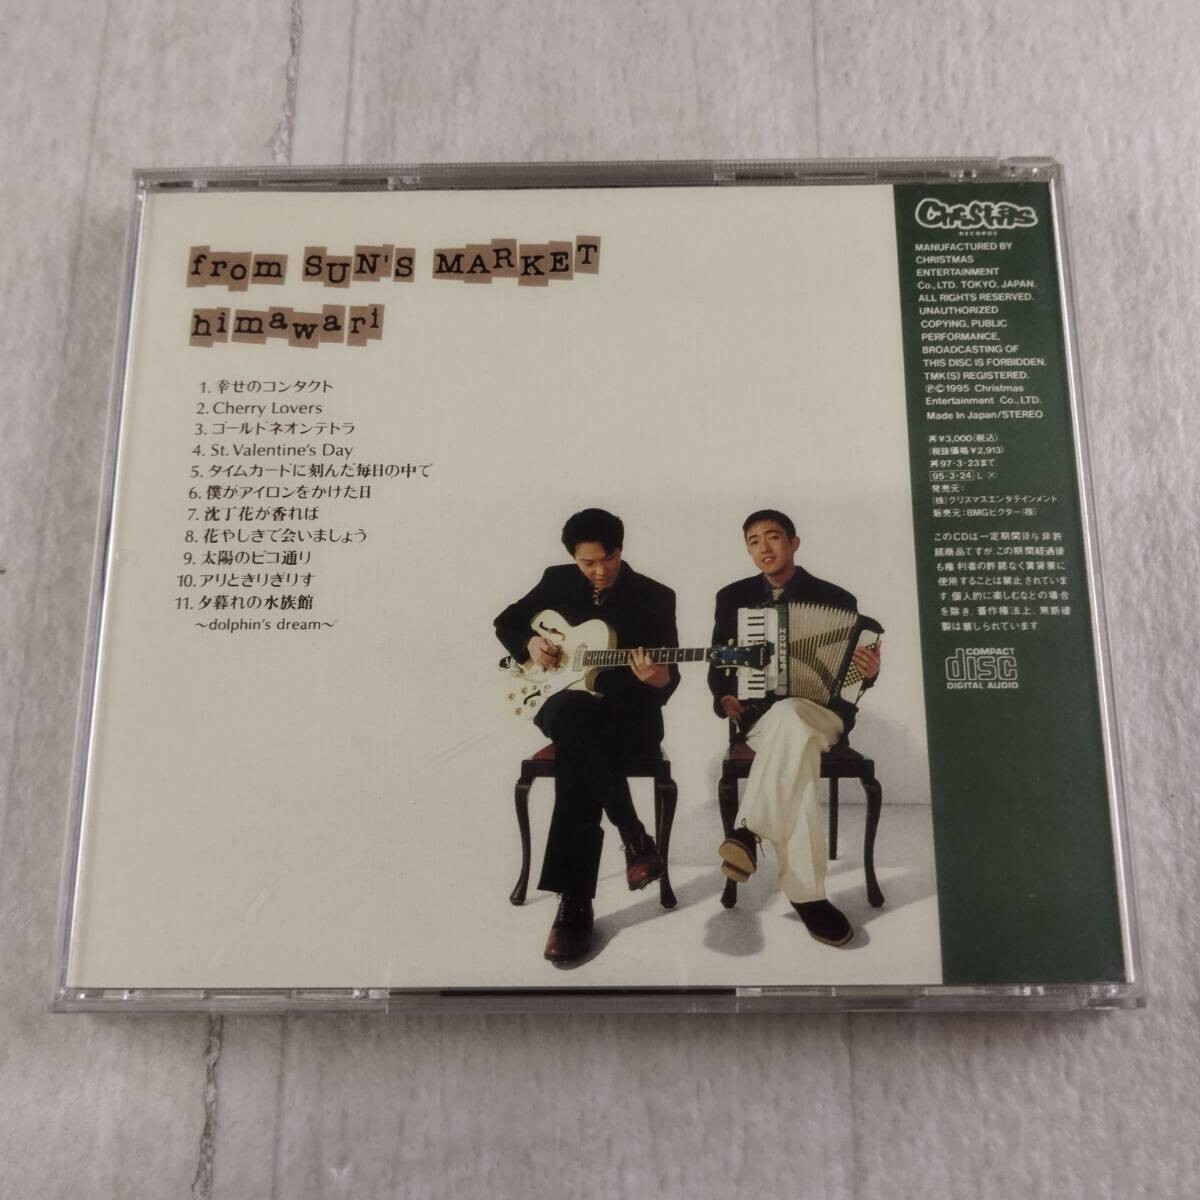 from SUN'S MARKET
himawari
1. 幸せのコンタクト
2. Cherry Lovers
3. ゴールドネオンテトラ
4. St. Valentine's Day
5. タイムカードに刻んだ毎日の中で
6. 僕がアイロンをかけた日
7. 沈丁花が香れば
8. 花やしきで会いましょう
9. 太陽のピコ通り
10. アリときりぎりす
11. 夕暮れの水族館
～dolphin's dream～
HOHNER
Christmas
RECORDS
MANUFACTURED BY
CHRISTMAS
ENTERTAINMENT
Co., LTD. TOKYO, JAPAN.
ALL RIGHTS RESERVED.
UNAUTHORIZED
COPYING, PUBLIC
PERFORMANCE,
BROADCASTING OF
THIS DISC IS FORBIDDEN.
TMK(S) REGISTERED.
Ⓟ©1995 Christmas
Entertainment Co., LTD.
Made In Japan/STEREO
再¥3,000(税込)
(税抜価格¥2,913)
再97・3・23まで
95・3・24 L ×
発売元：
(株)クリスマスエンタテインメント
販売元：BMGビクター(株)
このCDは一定期間貸与非許
諾商品ですが、この期間経過後
も権利者の許諾なく賃貸業に
使用することは禁止されていま
す。個人的に楽しむなどの場合
を除き、著作権法上、無断複
製は禁じられています。
COMPACT
disc
DIGITAL AUDIO